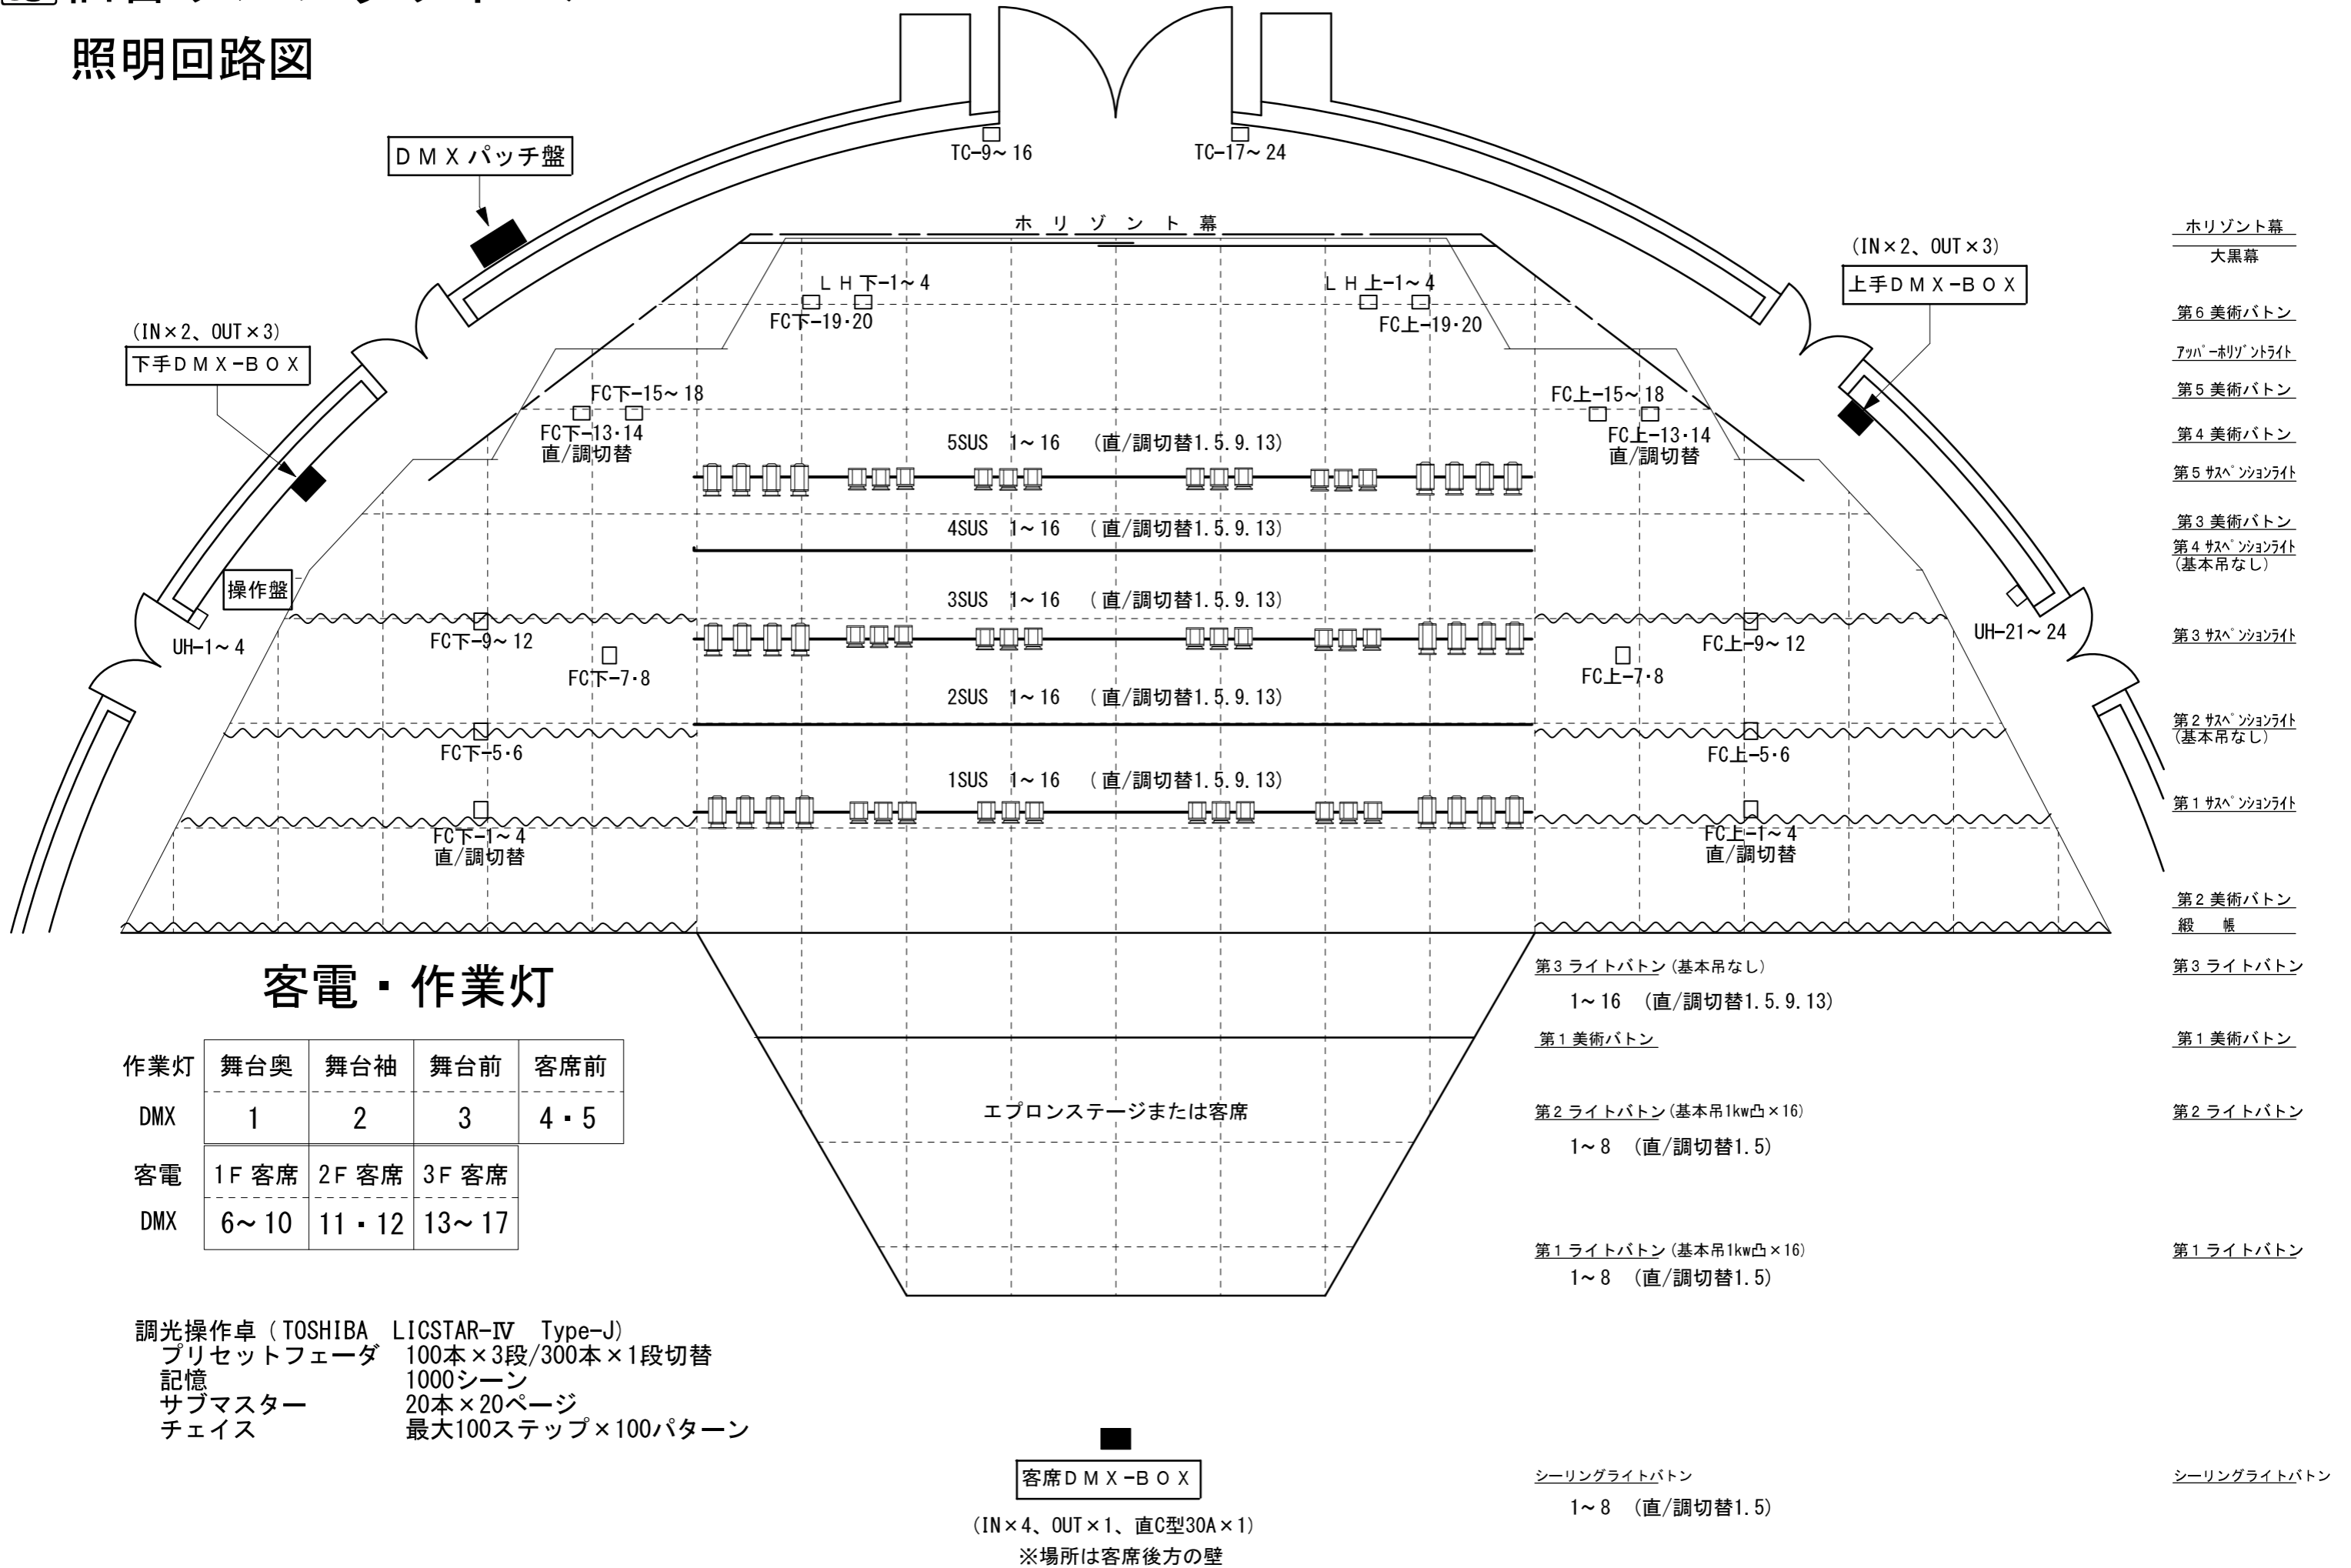 照明回路図
ＤＭＸパッチ盤
TC-9～16
TC-17～24
ホリゾント幕
(IN×2、OUT×3)
上手ＤＭＸ-ＢＯＸ
(IN×2、OUT×3)
下手ＤＭＸ-ＢＯＸ
ＬＨ下-1～4
FC下-19・20
ＬＨ上-1～4
FC上-19・20
FC下-15～18
FC下-13・14
直/調切替
FC上-15～18
FC上-13・14
直/調切替
5SUS　1～16　(直/調切替1.5.9.13)
4SUS　1～16　(直/調切替1.5.9.13)
3SUS　1～16　(直/調切替1.5.9.13)
2SUS　1～16　(直/調切替1.5.9.13)
1SUS　1～16　(直/調切替1.5.9.13)
操作盤
UH-1～4
UH-21～24
FC下-9～12
FC下-7・8
FC上-9～12
FC上-7・8
FC下-5・6
FC上-5・6
FC下-1～4
直/調切替
FC上-1～4
直/調切替
ホリゾント幕
大黒幕
第6美術バトン
ｱｯﾊﾟｰﾎﾘｿﾞﾝﾄﾗｲﾄ
第5美術バトン
第4美術バトン
第5ｻｽﾍﾟﾝｼｮﾝﾗｲﾄ
第3美術バトン
第4ｻｽﾍﾟﾝｼｮﾝﾗｲﾄ
(基本吊なし)
第3ｻｽﾍﾟﾝｼｮﾝﾗｲﾄ
第2ｻｽﾍﾟﾝｼｮﾝﾗｲﾄ
(基本吊なし)
第1ｻｽﾍﾟﾝｼｮﾝﾗｲﾄ
第2美術バトン
緞　帳
第3ライトバトン
第1美術バトン
第2ライトバトン
第1ライトバトン
シーリングライトバトン
第3ライトバトン(基本吊なし)
1～16　(直/調切替1.5.9.13)
第1美術バトン
第2ライトバトン(基本吊1kw凸×16)
1～8　(直/調切替1.5)
第1ライトバトン(基本吊1kw凸×16)
1～8　(直/調切替1.5)
シーリングライトバトン
1～8　(直/調切替1.5)
エプロンステージまたは客席
客電・作業灯
作業灯　舞台奥　舞台袖　舞台前　客席前
DMX　1　2　3　4・5
客電　1Ｆ客席　2Ｆ客席　3Ｆ客席
DMX　6～10　11・12　13～17
調光操作卓（TOSHIBA　LICSTAR-Ⅳ　Type-J）
プリセットフェーダ　100本×3段/300本×1段切替
記憶　1000シーン
サブマスター　20本×20ページ
チェイス　最大100ステップ×100パターン
客席ＤＭＸ-ＢＯＸ
(IN×4、OUT×1、直C型30A×1)
※場所は客席後方の壁